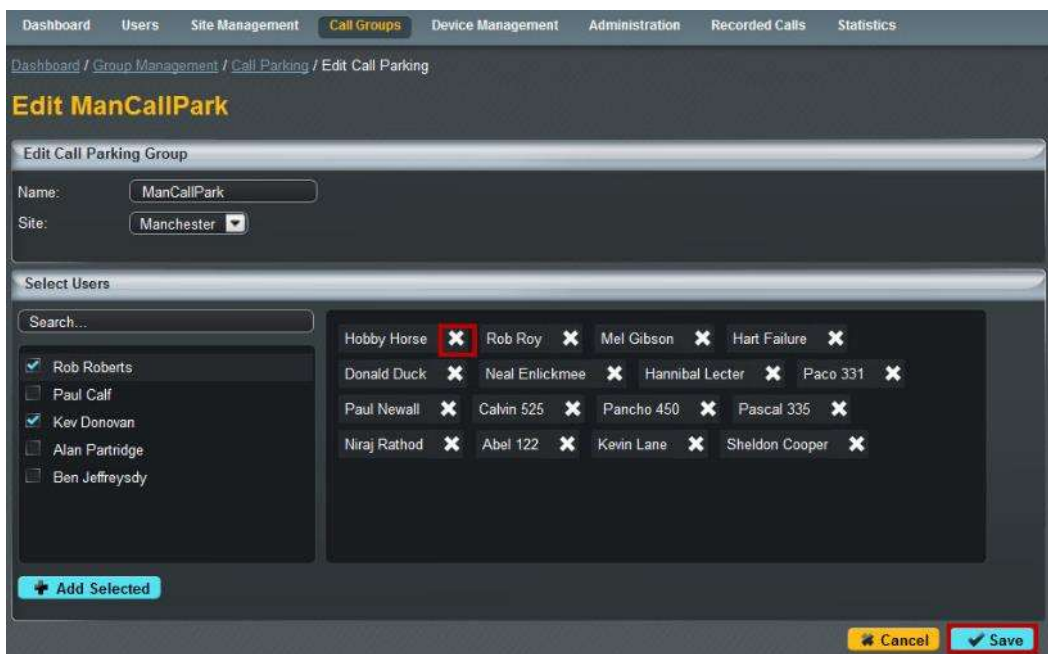 Dashboard Users Site Management Call Groups Device Management Administration Recorded Calls Statistics
Dashboard / Group Management / Call Parking / Edit Call Parking
Edit ManCallPark
Edit Call Parking Group
Name: ManCallPark
Site: Manchester
Select Users
Search...
Rob Roberts
Paul Calf
Kev Donovan
Alan Partridge
Ben Jeffreysdy
Hobby Horse Rob Roy Mel Gibson Hart Failure
Donald Duck Neal Enlickmee Hannibal Lecter Paco 331
Paul Newall Calvin 525 Pancho 450 Pascal 335
Niraj Rathod Abel 122 Kevin Lane Sheldon Cooper
Add Selected
Cancel Save